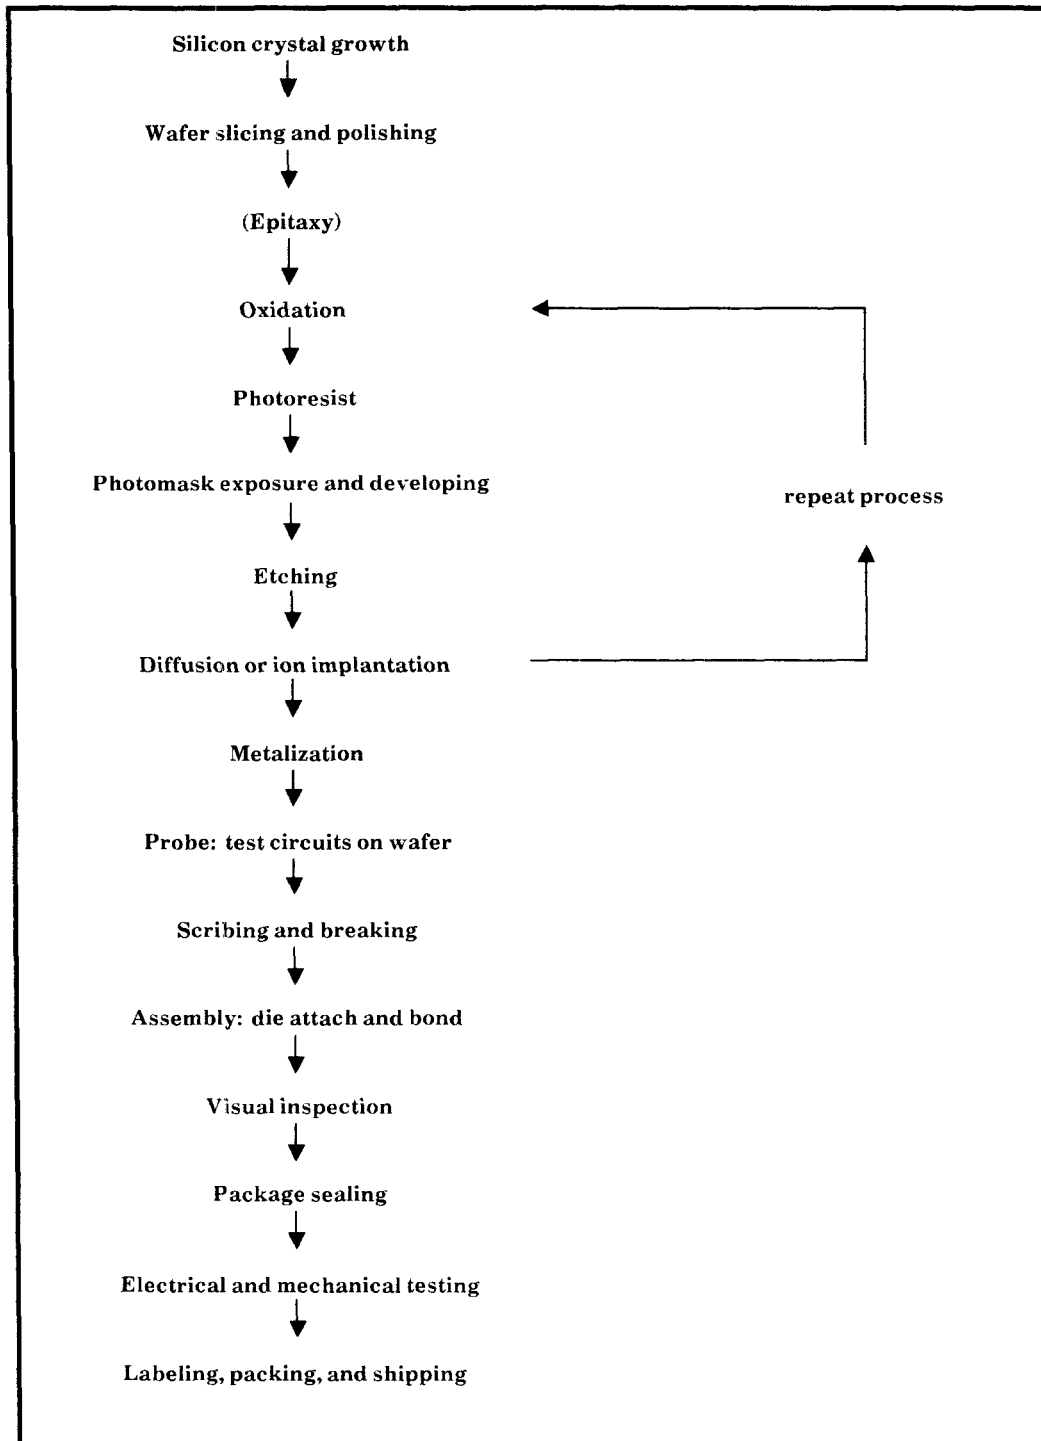 Silicon crystal growth
Wafer slicing and polishing
(Epitaxy)
Oxidation
Photoresist
Photomask exposure and developing
repeat process
Etching
Diffusion or ion implantation
Metalization
Probe: test circuits on wafer
Scribing and breaking
Assembly: die attach and bond
Visual inspection
Package sealing
Electrical and mechanical testing
Labeling, packing, and shipping